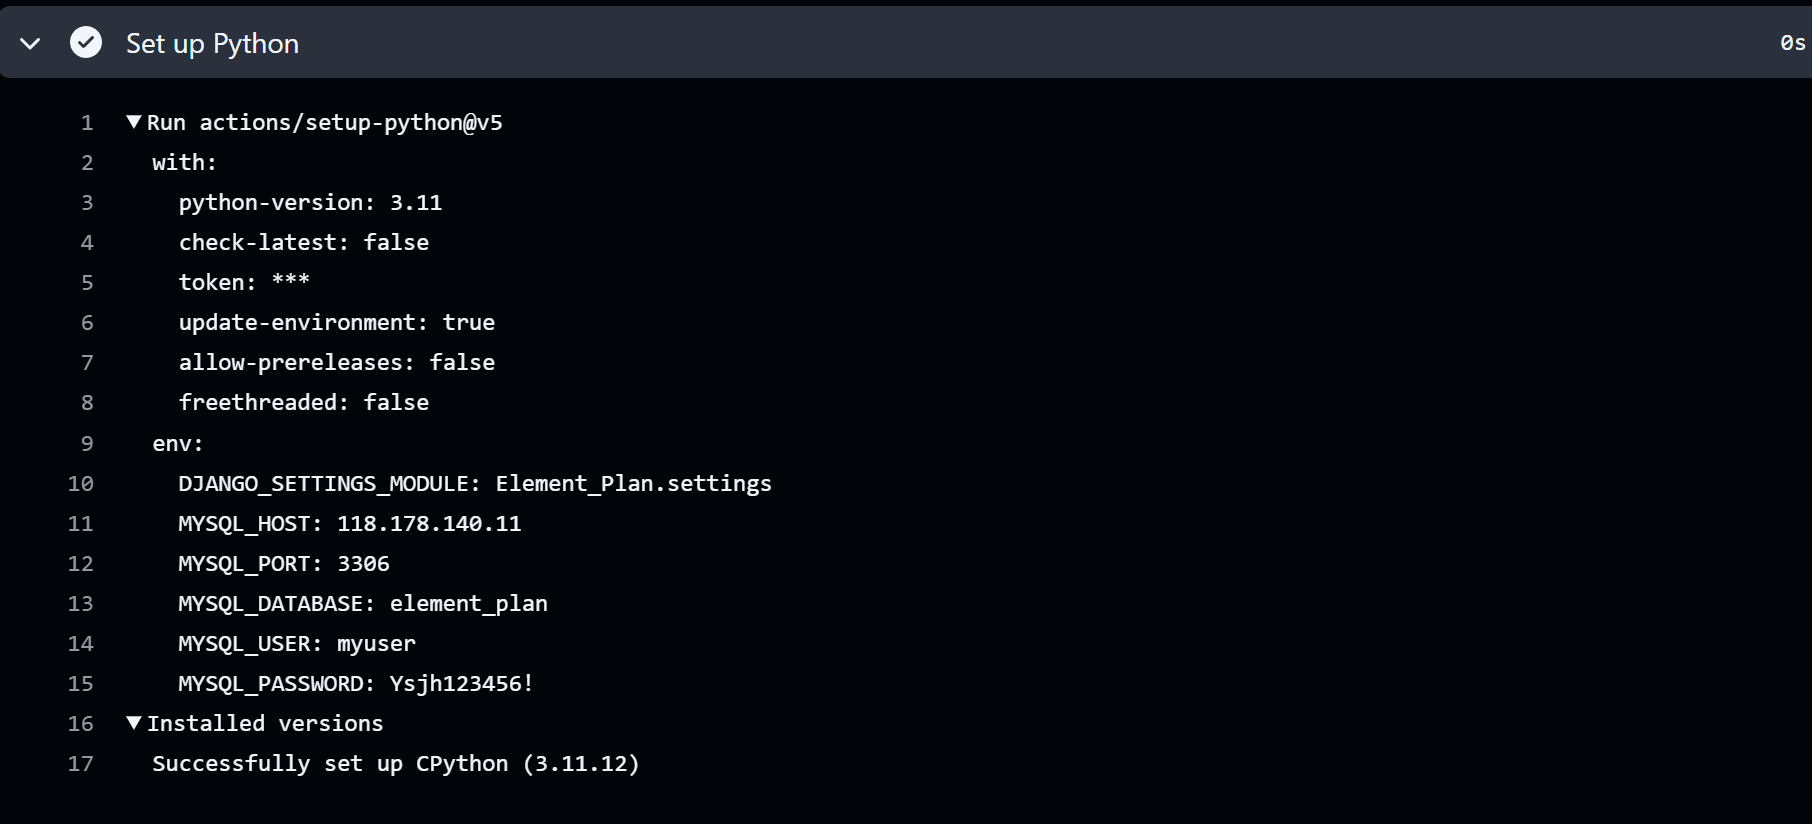 Set up Python
0s
1 ▼Run actions/setup-python@v5
2 with:
3 python-version: 3.11
4 check-latest: false
5 token: ***
6 update-environment: true
7 allow-prereleases: false
8 freethreaded: false
9 env:
10 DJANGO_SETTINGS_MODULE: Element_Plan.settings
11 MYSQL_HOST: 118.178.140.11
12 MYSQL_PORT: 3306
13 MYSQL_DATABASE: element_plan
14 MYSQL_USER: myuser
15 MYSQL_PASSWORD: Ysjh123456!
16 ▼Installed versions
17 Successfully set up CPython (3.11.12)